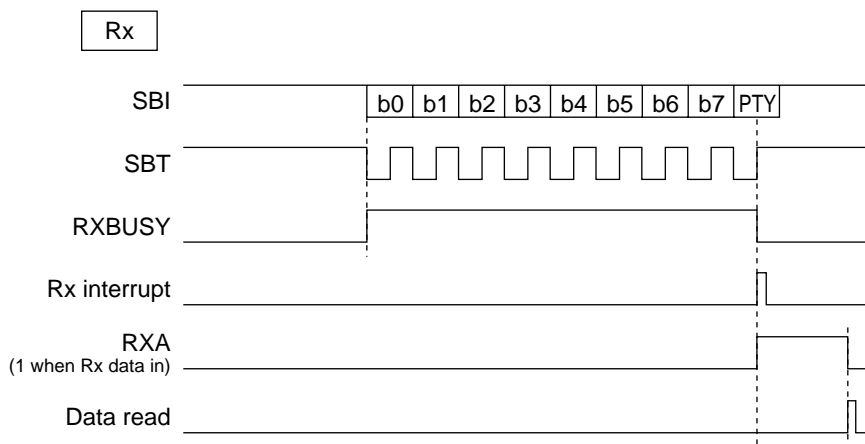 Rx
SBI
b0 b1 b2 b3 b4 b5 b6 b7 PTY
SBT
RXBUSY
Rx interrupt
RXA
(1 when Rx data in)
Data read